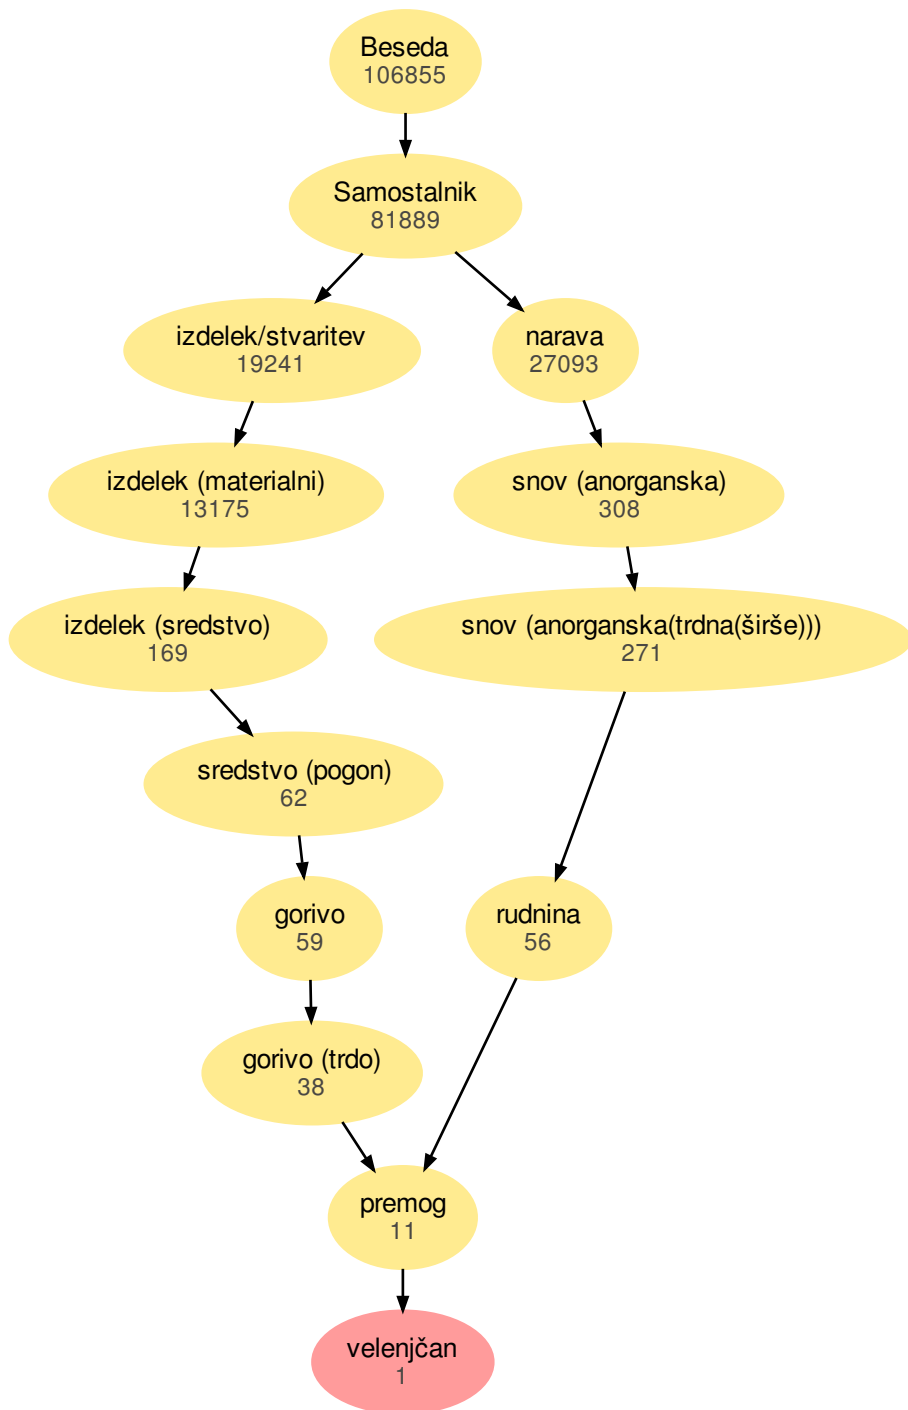 Beseda
106855
Samostalnik
81889
izdelek/stvaritev
19241
narava
27093
izdelek (materialni)
13175
snov (anorganska)
308
izdelek (sredstvo)
169
snov (anorganska(trdna(širše)))
271
sredstvo (pogon)
62
gorivo
59
rudnina
56
gorivo (trdo)
38
premog
11
velenjčan
1